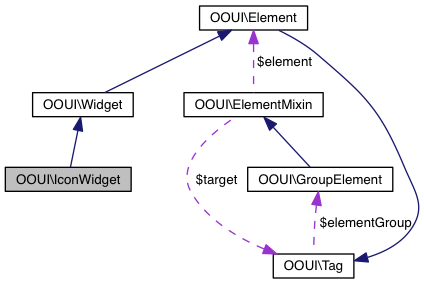 OOUI\Element
$element
OOUI\Widget
OOUI\ElementMixin
OOUI\IconWidget
$target
OOUI\GroupElement
$elementGroup
OOUI\Tag